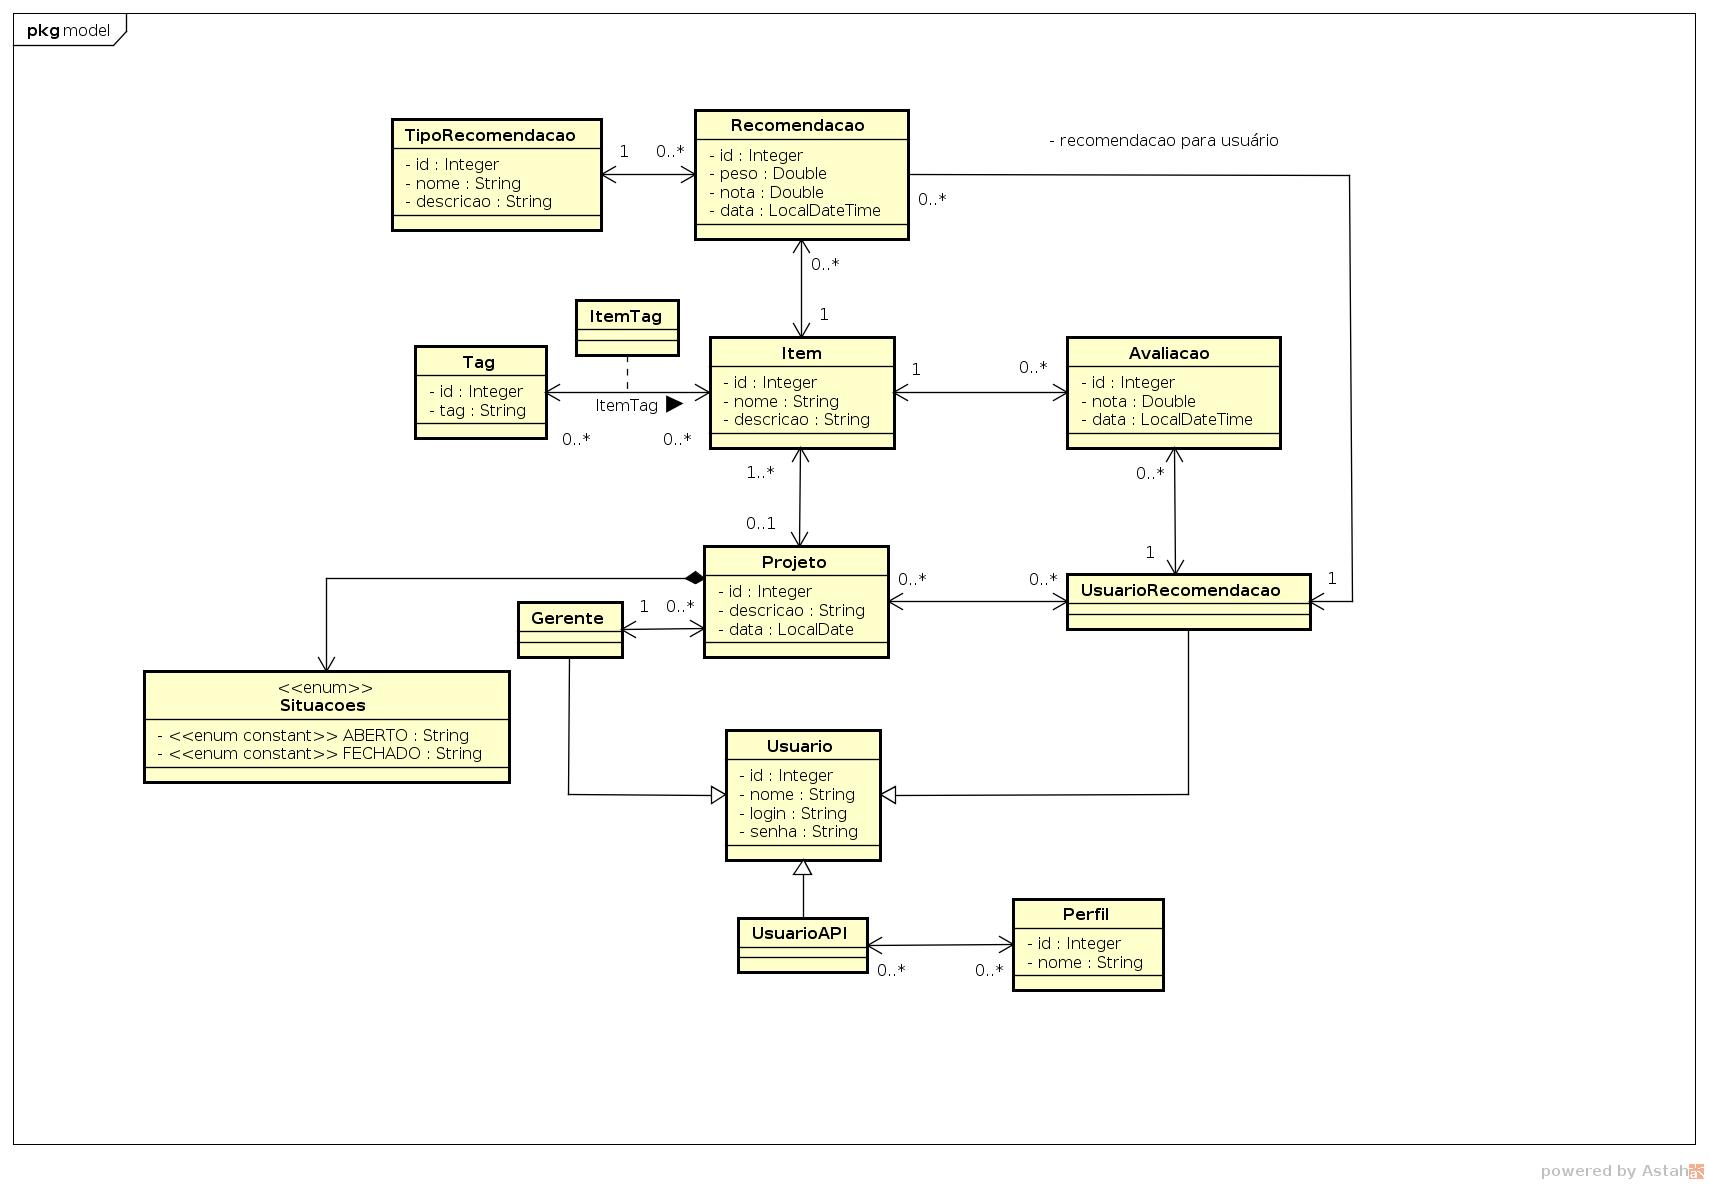 pkg model
TipoRecomendacao
- id : Integer
- nome : String
- descricao : String
1
0..*
Recomendacao
- id : Integer
- peso : Double
- nota : Double
- data : LocalDateTime
- recomendacao para usuário
0..*
0..*
1
ItemTag
Tag
- id : Integer
- tag : String
ItemTag
0..*
0..*
Item
- id : Integer
- nome : String
- descricao : String
1
0..*
Avaliacao
- id : Integer
- nota : Double
- data : LocalDateTime
1..*
0..1
0..*
1
Projeto
- id : Integer
- descricao : String
- data : LocalDate
0..*
0..*
UsuarioRecomendacao
1
Gerente
1
0..*
<<enum>>
Situacoes
- <<enum constant>> ABERTO : String
- <<enum constant>> FECHADO : String
Usuario
- id : Integer
- nome : String
- login : String
- senha : String
UsuarioAPI
0..*
0..*
Perfil
- id : Integer
- nome : String
powered by Astah